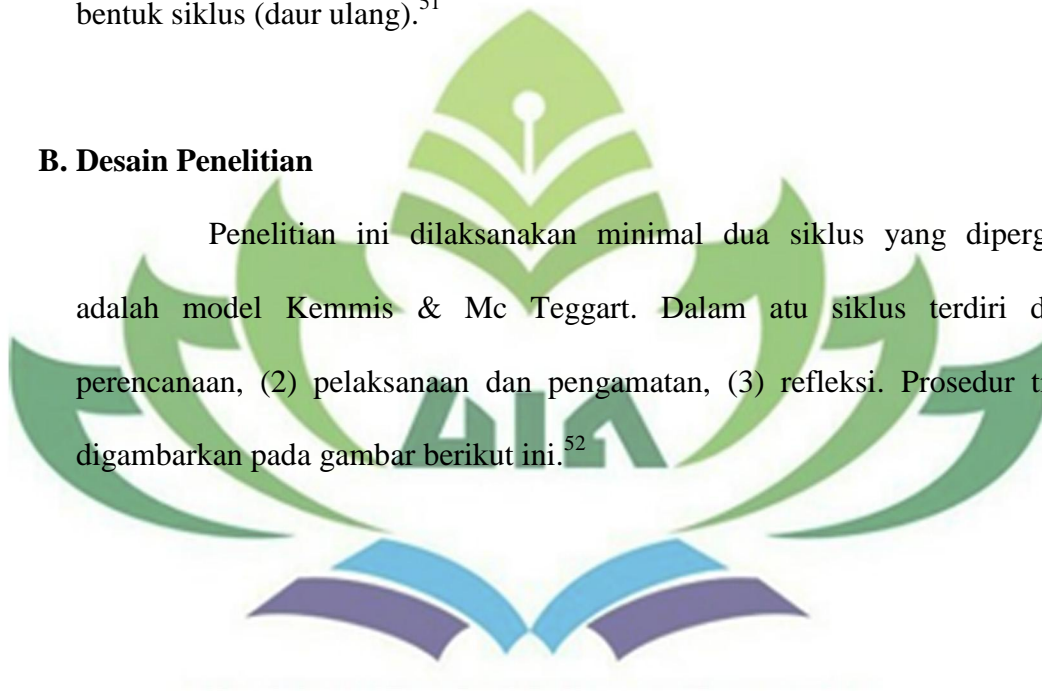 bentuk siklus (daur ulang).51
B. Desain Penelitian
Penelitian ini dilaksanakan minimal dua siklus yang diperg
adalah model Kemmis & Mc Teggart. Dalam atu siklus terdiri d
perencanaan, (2) pelaksanaan dan pengamatan, (3) refleksi. Prosedur t
digambarkan pada gambar berikut ini.52